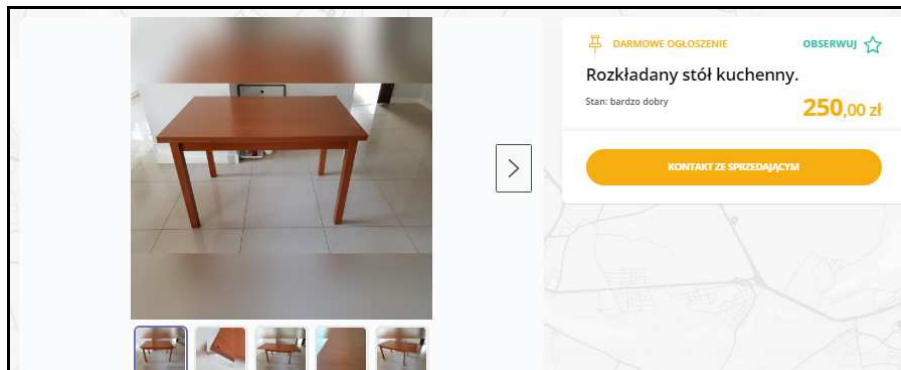 DARMOWE OGŁOSZENIE
OBSERWUJ
Rozkładany stół kuchenny.
Stan: bardzo dobry
250,00 zł
KONTAKT ZE SPRZEDAJĄCYM